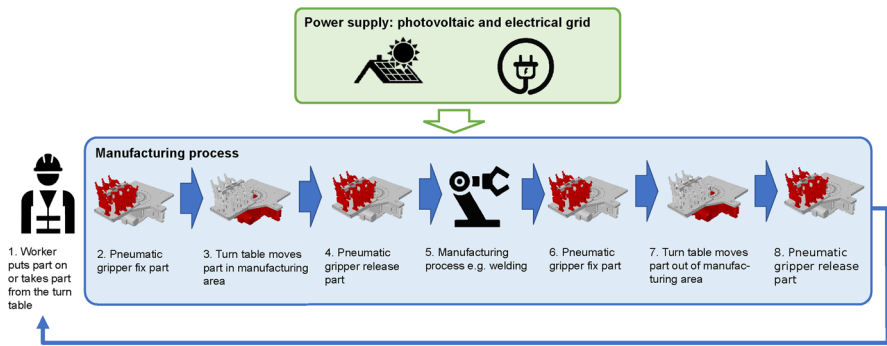 Power supply: photovoltaic and electrical grid
Manufacturing process
1. Worker
puts part on
or takes part
from the turn
table
2. Pneumatic
gripper fix part
3. Turn table moves
part in manufacturing
area
4. Pneumatic
gripper release
part
5. Manufacturing
process e.g. welding
6. Pneumatic
gripper fix part
7. Turn table moves
part out of manufac-
turing area
8. Pneumatic
gripper release
part